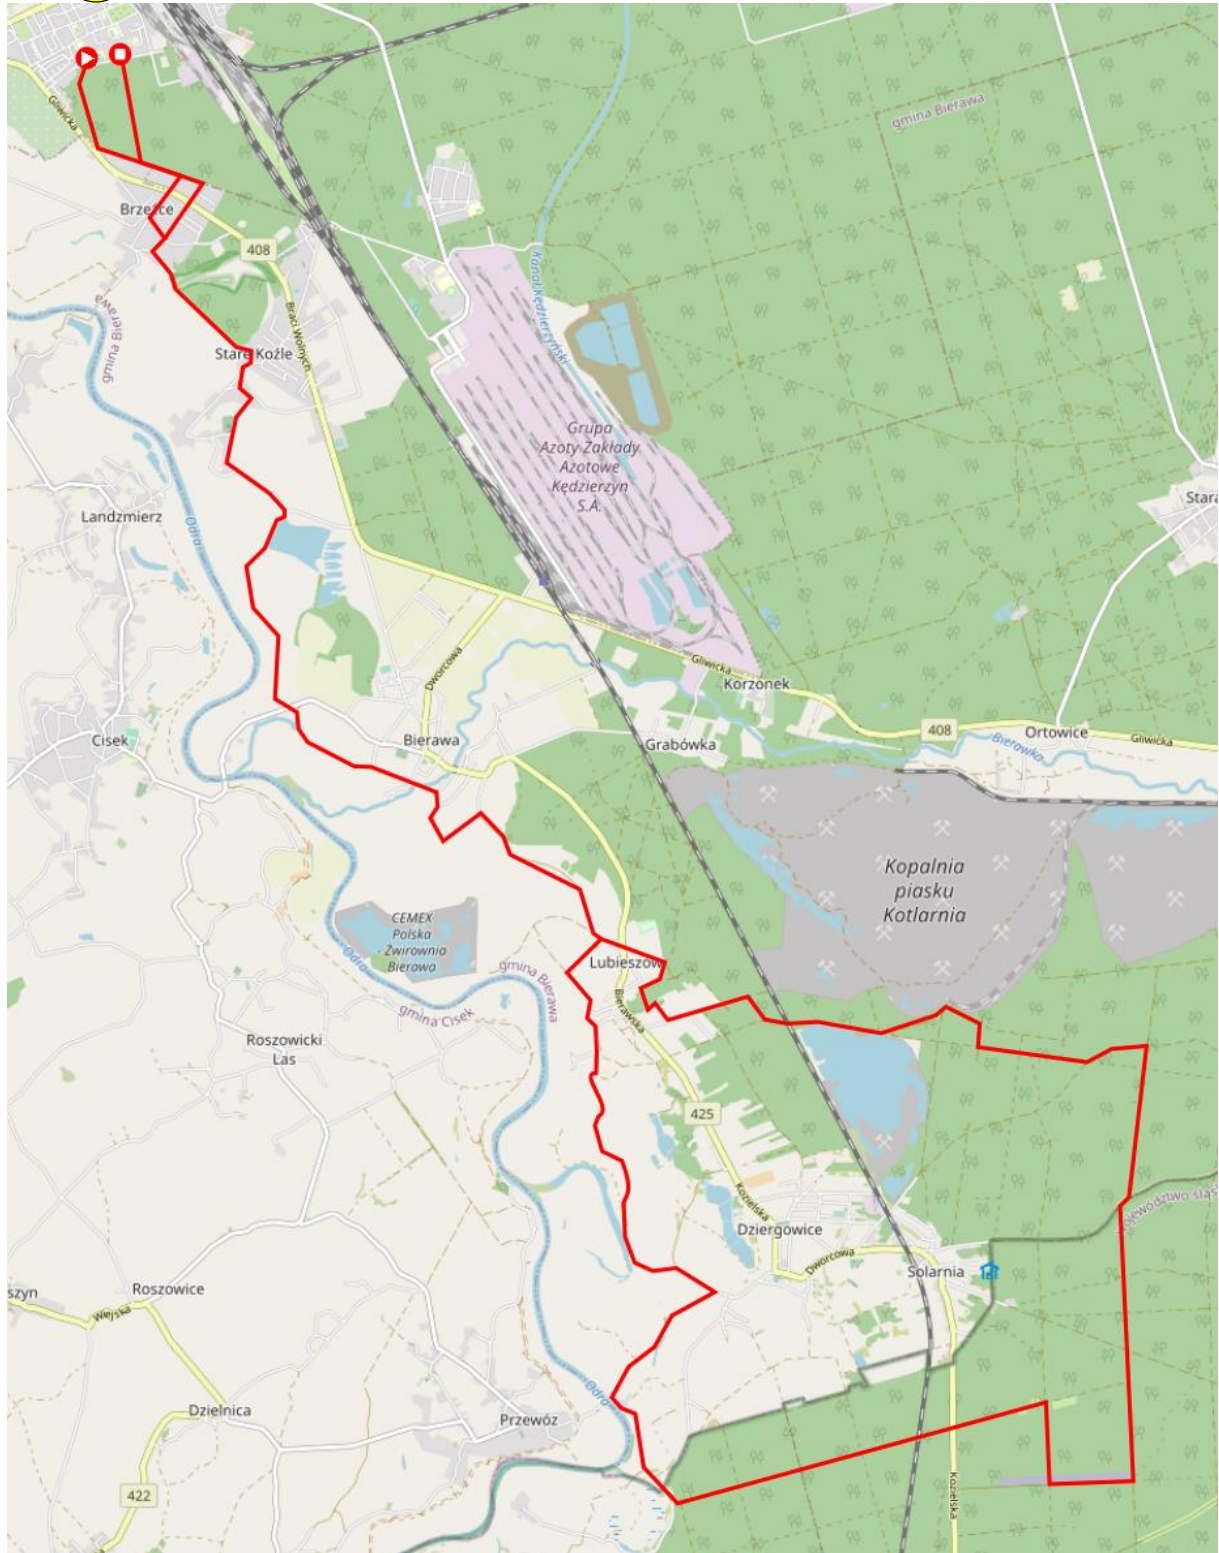 Gliwicka
gmina Bierawa
Brzeźce
408
gmina Bierawa
Braci Wolnych
Kanał Kędzierzyński
Stare Koźle
Grupa
Azoty Zakłady
Azotowe
Kędzierzyn
S.A.
Stara
Landzmierz
Odra
Dworcowa
Gliwicka
Korzonek
Cisek
Bierawa
Grabówka
408
Ortowice
Gliwicka
Bierawka
Kopalnia
piasku
Kotlarnia
CEMEX
Polska
- Żwirownia
Bierawa
Odra
gmina Bierawa
gmina Cisek
Lubieszów
Bierawska
Roszowicki
Las
425
Kozielska
województwo śląs
Dziergowice
Dworcowa
Solarnia
szyn
Wejska
Roszowice
Odra
Dzielnica
Przewóz
422
Kozielska